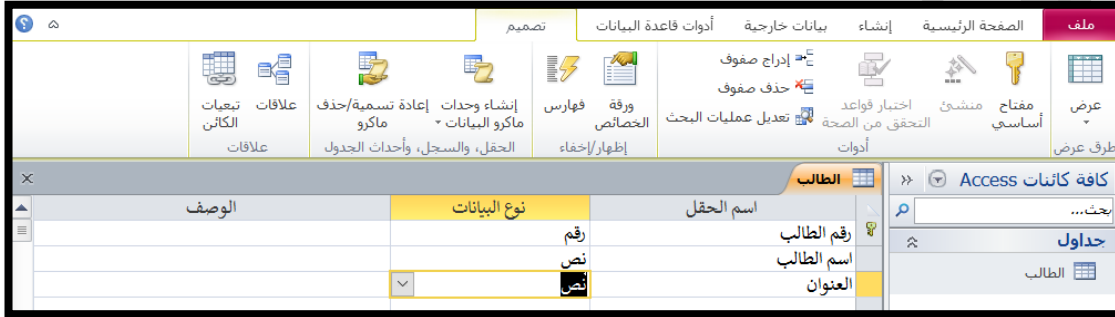 ملف الصفحة الرئيسية إنشاء بيانات خارجية أدوات قاعدة البيانات تصميم
عرض
طرق عرض
مفتاح أساسي
منشئ
اختبار قواعد التحقق من الصحة
إدراج صفوف
حذف صفوف
تعديل عمليات البحث
أدوات
ورقة الخصائص
فهارس
إظهار/إخفاء
إنشاء وحدات ماكرو البيانات
إعادة تسمية/حذف ماكرو
الحقل، والسجل، وأحداث الجدول
علاقات
تبعيات الكائن
علاقات
كافة كائنات Access
بحث...
جداول
الطالب
الطالب
اسم الحقل نوع البيانات الوصف
رقم الطالب رقم
اسم الطالب نص
العنوان نص